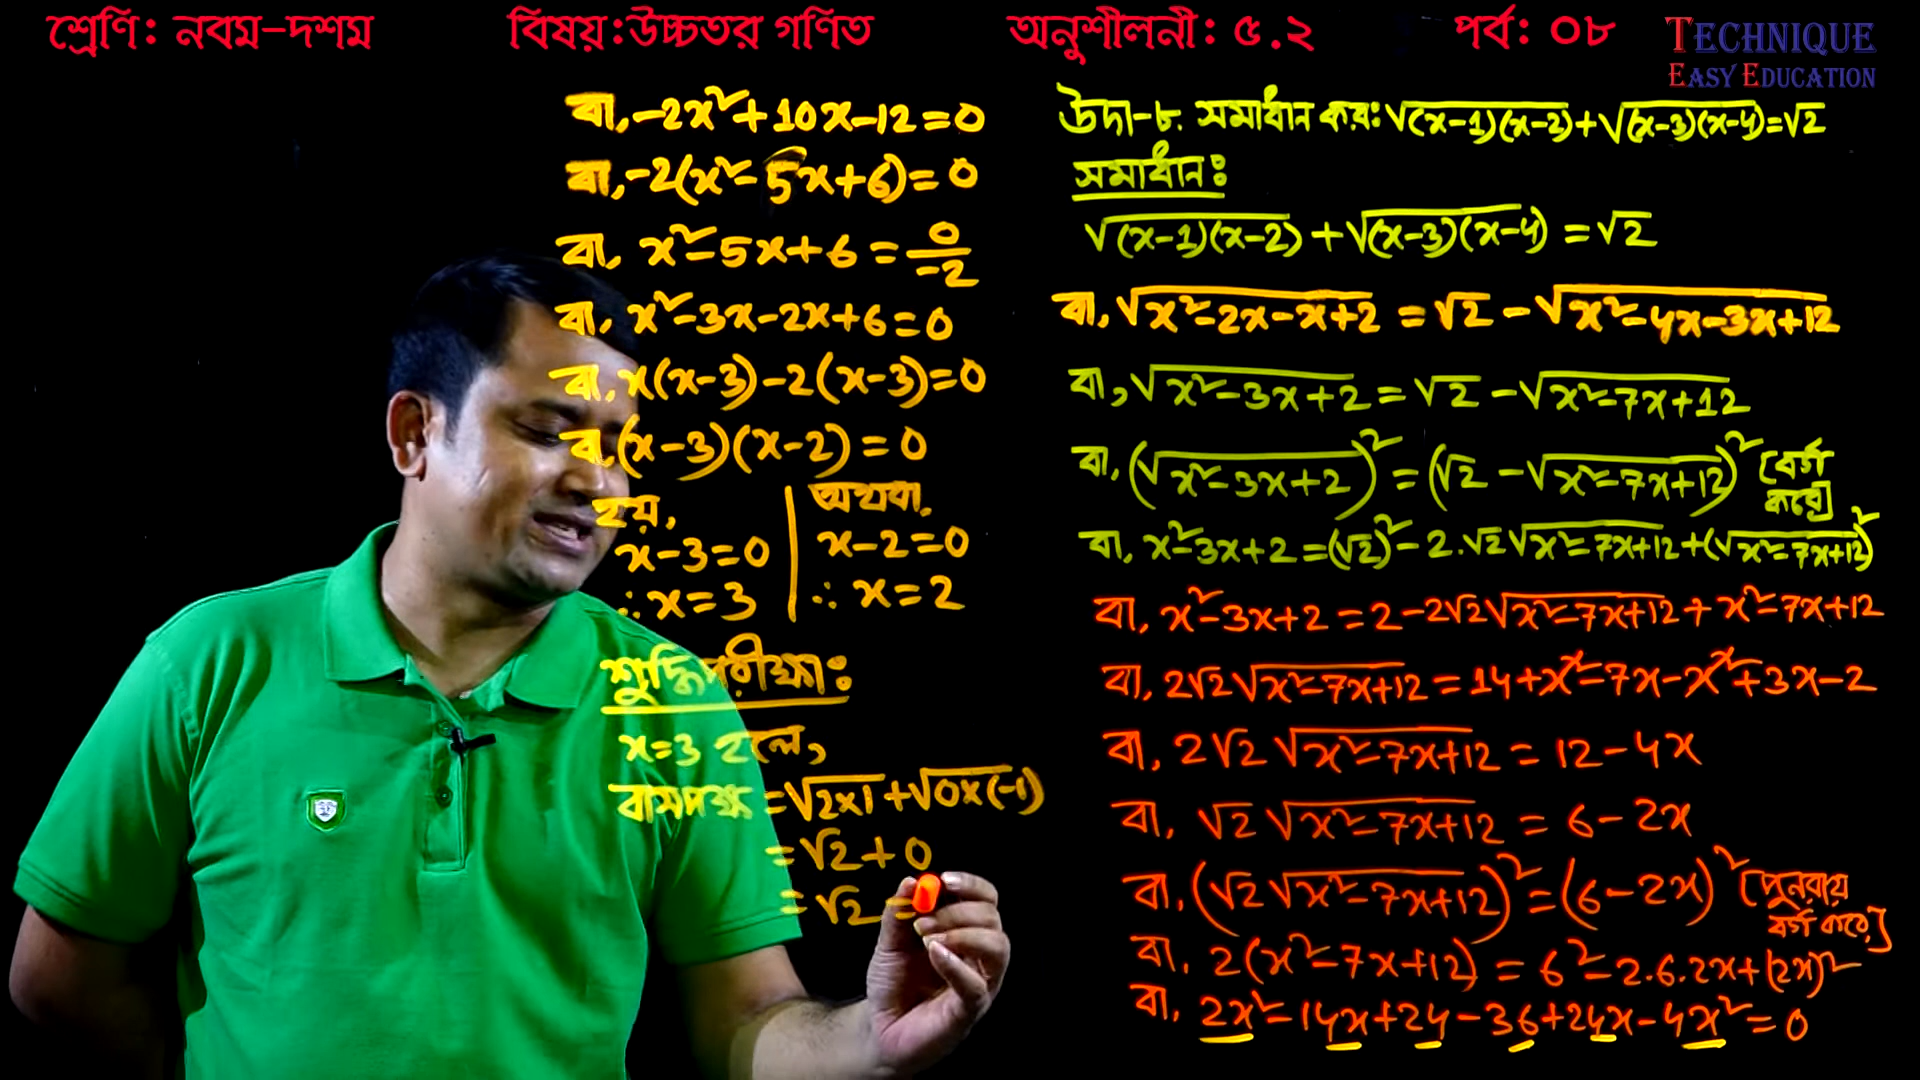 শ্রেণি: নবম-দশম বিষয়:উচ্চতর গণিত অনুশীলনী: ৫.২ পর্ব: ০৮
TECHNIQUE
EASY EDUCATION
বা, -2x²+10x-12=0
বা, -2(x²-5x+6)=0
বা, x²-5x+6=0/-2
বা, x²-3x-2x+6=0
বা, x(x-3)-2(x-3)=0
বা, (x-3)(x-2)=0
হয়, অথবা,
x-3=0 x-2=0
∴ x=3 ∴ x=2
শুদ্ধিপরীক্ষা:
x=3 হলে,
বামপক্ষ =√2x1+√0x(-1)
=√2+0
=√2 =
উদা-৮. সমাধান কর: √(x-1)(x-2)+√(x-3)(x-4)=√2
সমাধান:
√(x-1)(x-2)+√(x-3)(x-4)=√2
বা, √x²-2x-x+2=√2-√x²-4x-3x+12
বা, √x²-3x+2=√2-√x²-7x+12
বা, (√x²-3x+2)²=(√2-√x²-7x+12)² [বর্গ করে]
বা, x²-3x+2=(√2)²-2.√2√x²-7x+12+(√x²-7x+12)²
বা, x²-3x+2=2-2√2√x²-7x+12+x²-7x+12
বা, 2√2√x²-7x+12=14+x²-7x-x²+3x-2
বা, 2√2√x²-7x+12=12-4x
বা, √2√x²-7x+12=6-2x
বা, (√2√x²-7x+12)²=(6-2x)² [পুনরায় বর্গ করে,]
বা, 2(x²-7x+12)=6²-2.6.2x+(2x)²
বা, 2x²-14x+24-36+24x-4x²=0